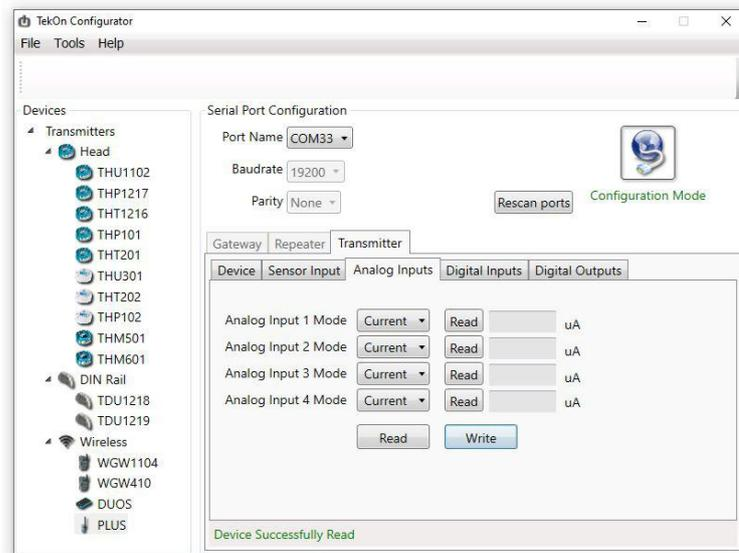 TekOn Configurator
File Tools Help
Devices
Transmitters
Head
THU1102
THP1217
THT1216
THP101
THT201
THU301
THT202
THP102
THM501
THM601
DIN Rail
TDU1218
TDU1219
Wireless
WGW1104
WGW410
DUOS
PLUS
Serial Port Configuration
Port Name COM33
Baudrate 19200
Parity None
Rescan ports
Configuration Mode
Gateway Repeater Transmitter
Device Sensor Input Analog Inputs Digital Inputs Digital Outputs
Analog Input 1 Mode Current Read uA
Analog Input 2 Mode Current Read uA
Analog Input 3 Mode Current Read uA
Analog Input 4 Mode Current Read uA
Read Write
Device Successfully Read